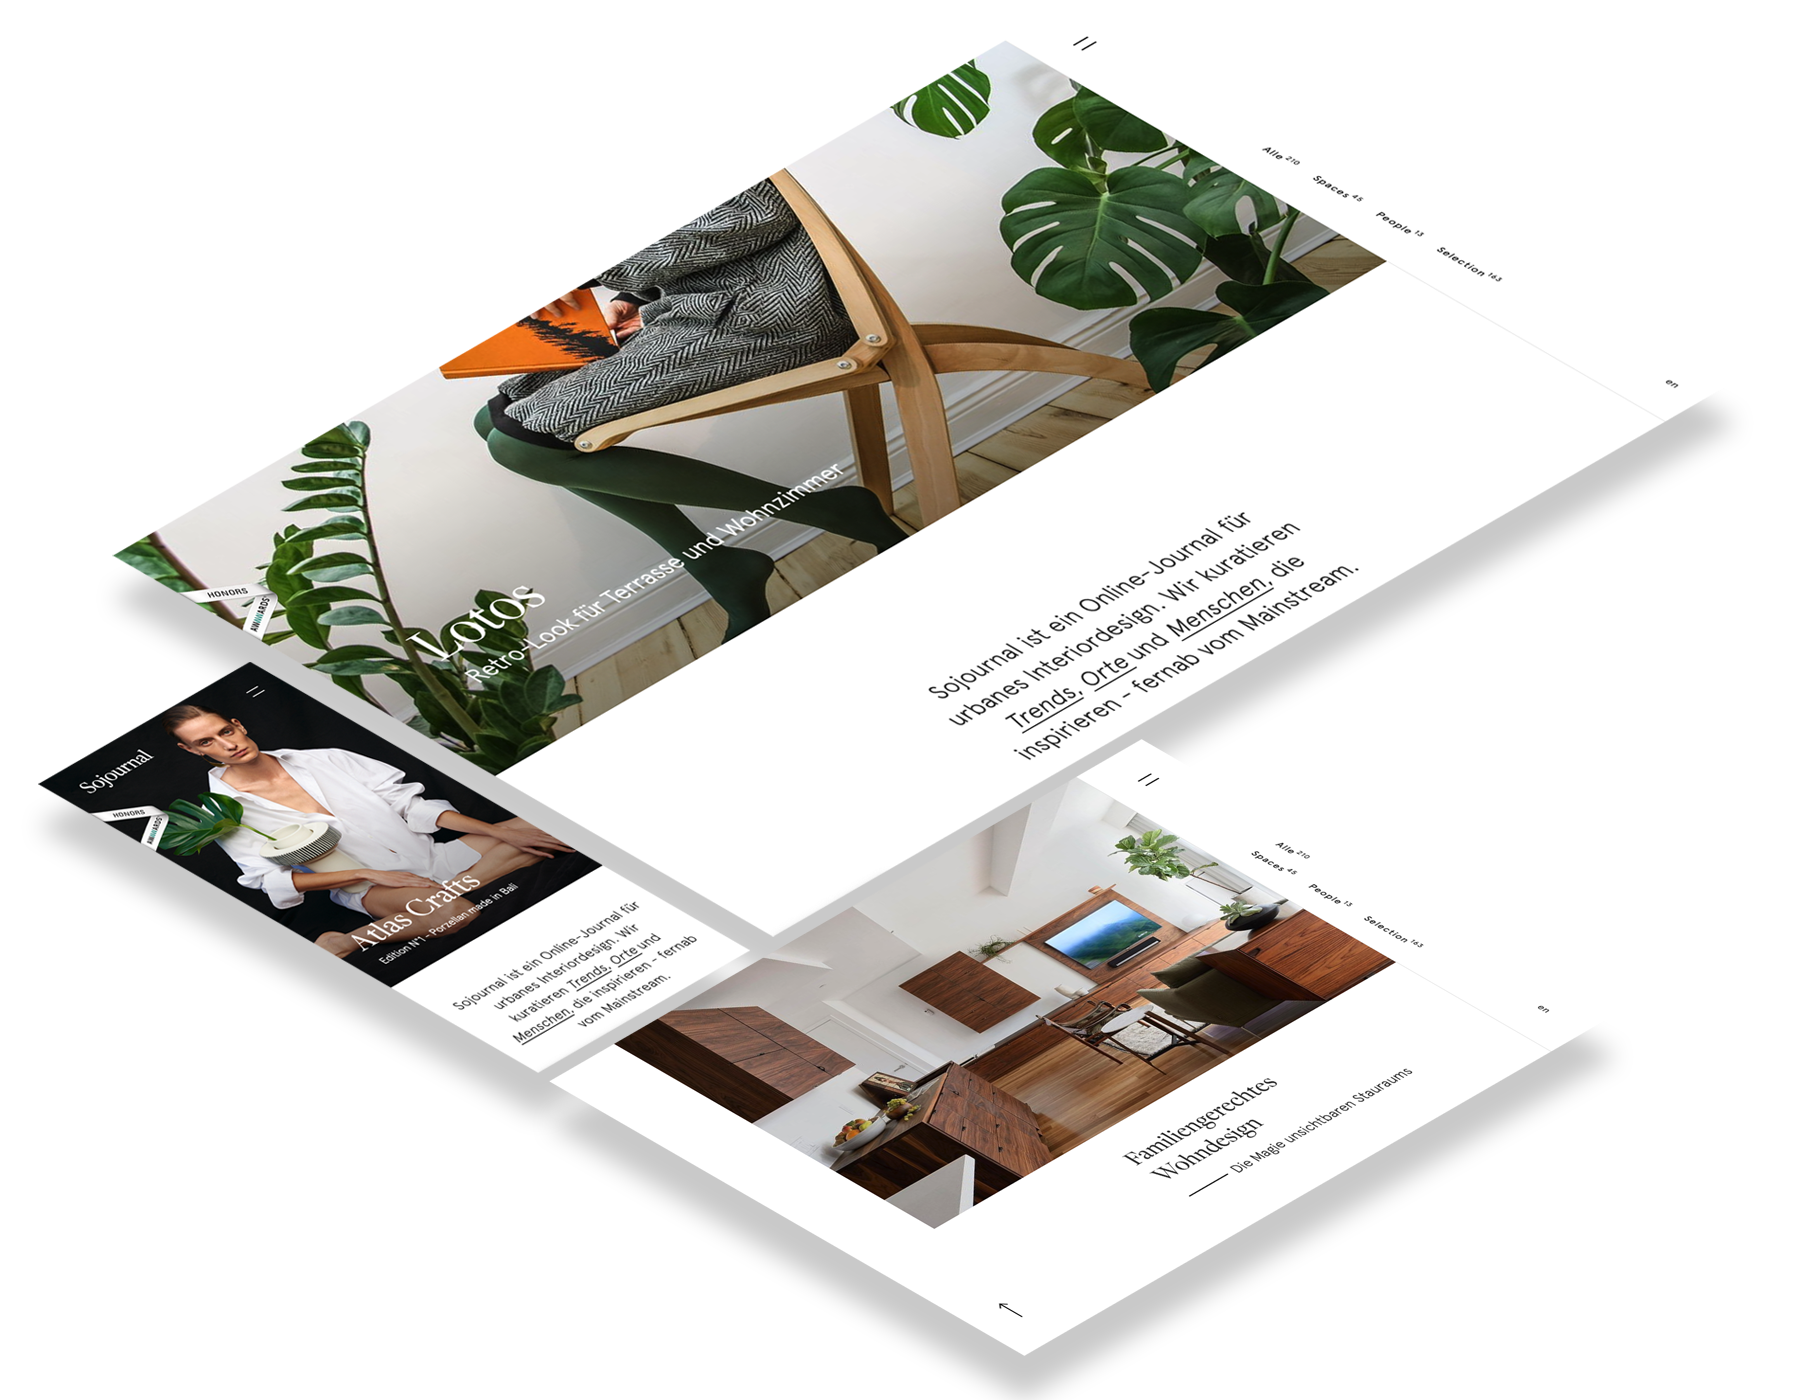 Alle 210
Spaces 45
People 13
Selection 163
en
HONORS
AWWWARDS
Lotos
Retro-Look für Terrasse und Wohnzimmer
Sojournal ist ein Online-Journal für
urbanes Interiordesign. Wir kuratieren
Trends, Orte und Menschen, die
inspirieren – fernab vom Mainstream.
Sojournal
HONORS
AWWWARDS
Atlas Crafts
Edition N°1 – Porzellan made in Bali
Sojournal ist ein Online-Journal für
urbanes Interiordesign. Wir
kuratieren Trends, Orte und
Menschen, die inspirieren – fernab
vom Mainstream.
Alle 210
Spaces 45
People 13
Selection 163
en
Familiengerechtes
Wohndesign
Die Magie unsichtbaren Stauraums